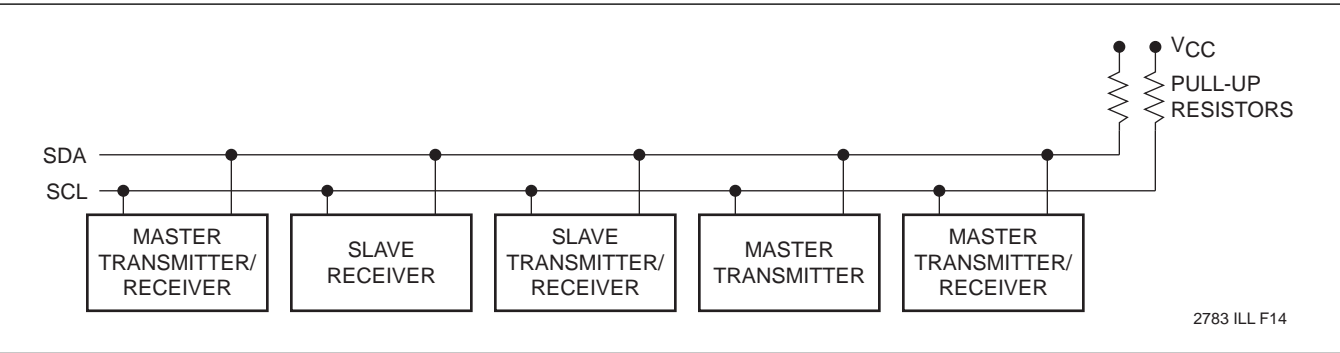 VCC
PULL-UP
RESISTORS
SDA
SCL
MASTER
TRANSMITTER/
RECEIVER
SLAVE
RECEIVER
SLAVE
TRANSMITTER/
RECEIVER
MASTER
TRANSMITTER
MASTER
TRANSMITTER/
RECEIVER
2783 ILL F14